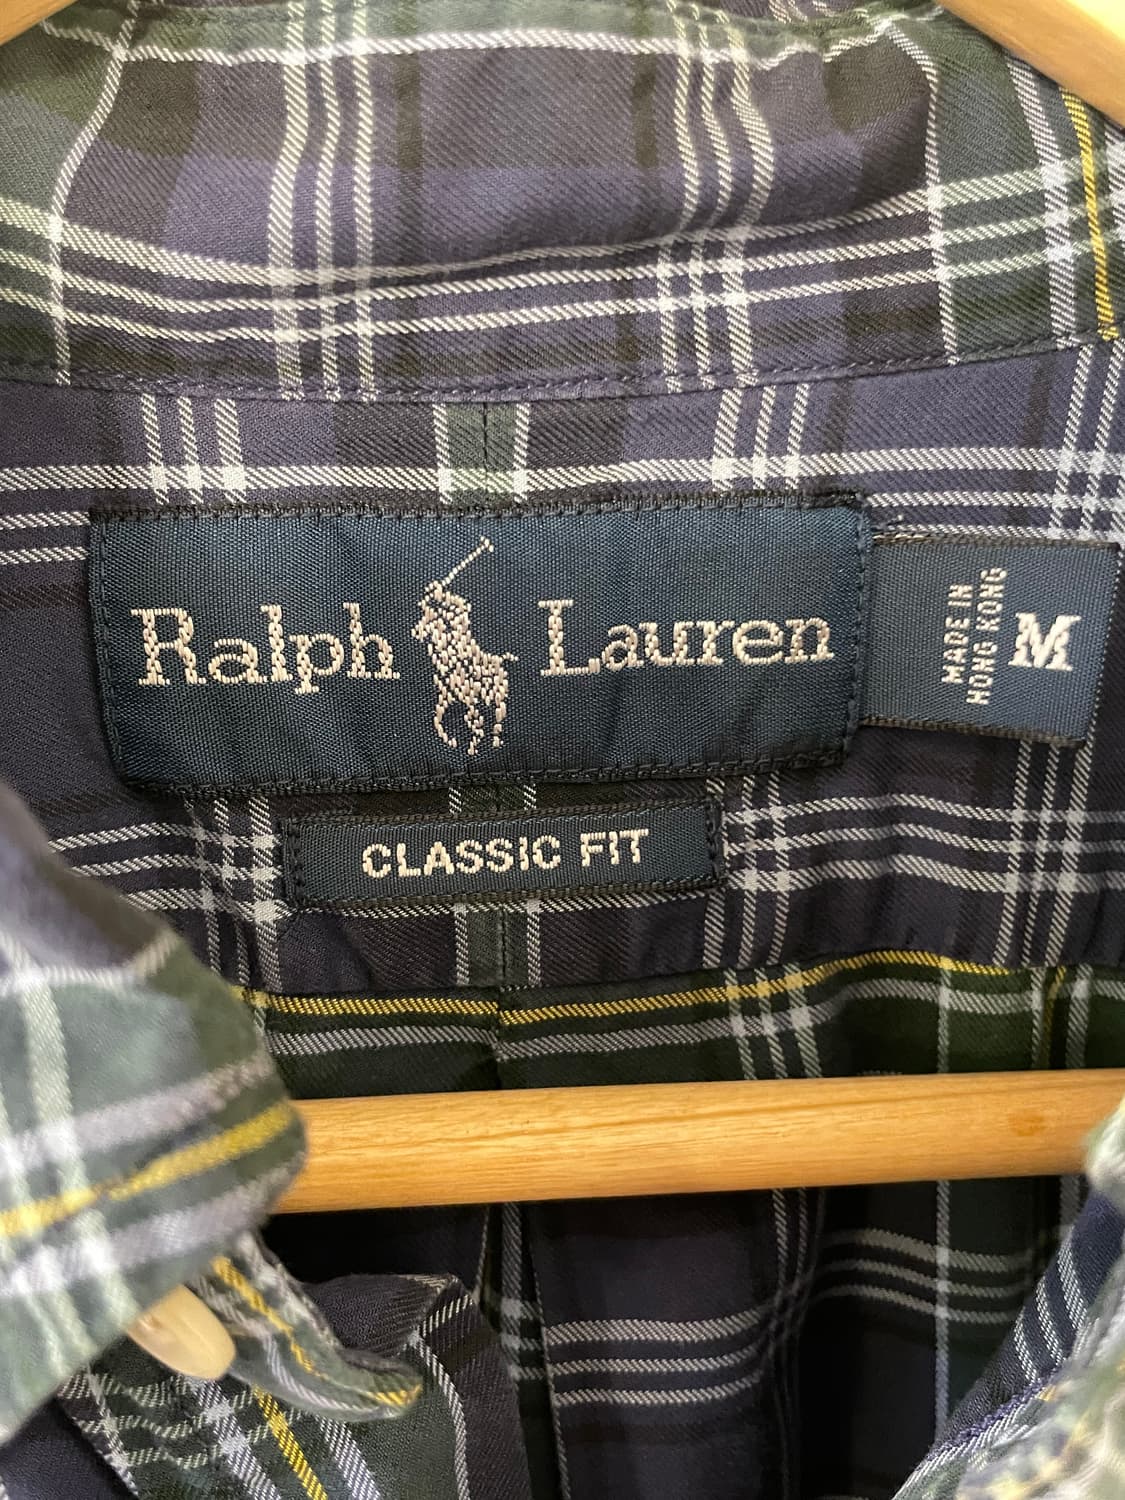 Ralph Lauren
MADE IN
HONG KONG
M
CLASSIC FIT